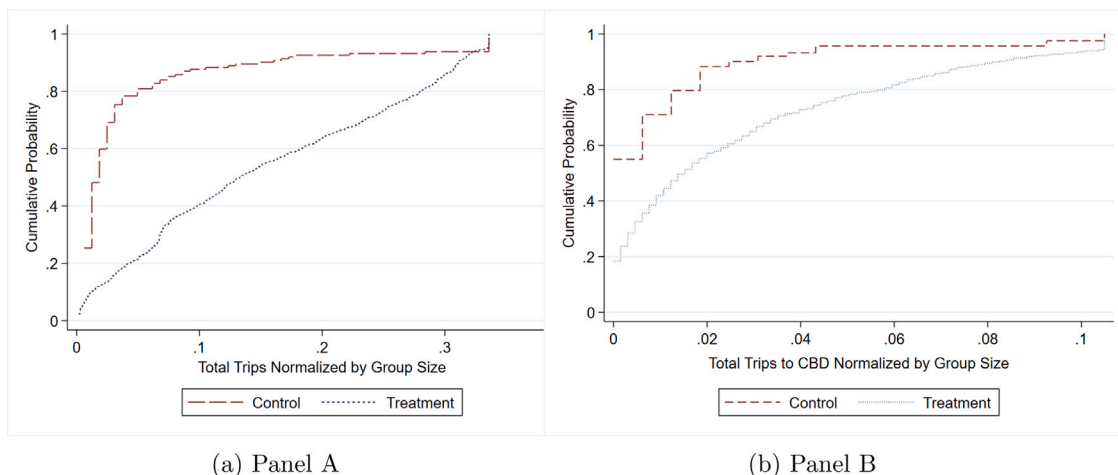 1
.8
.6
.4
.2
0
Cumulative Probability
0
.1
.2
.3
Total Trips Normalized by Group Size
Control
Treatment
(a) Panel A
1
.8
.6
.4
.2
0
Cumulative Probability
0
.02
.04
.06
.08
.1
Total Trips to CBD Normalized by Group Size
Control
Treatment
(b) Panel B